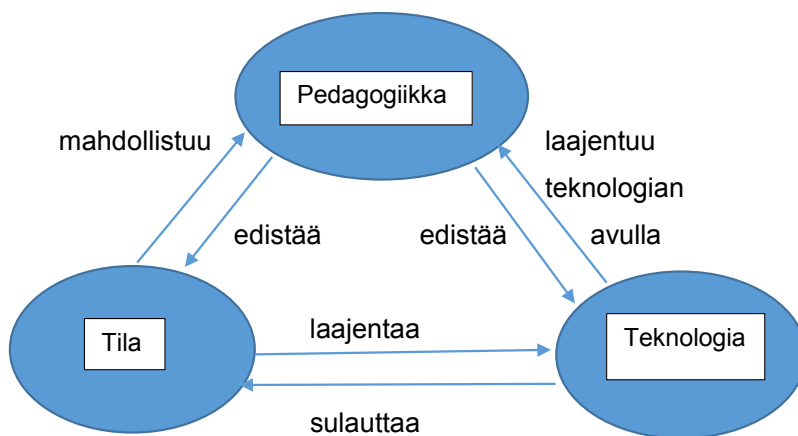 Pedagogiikka
mahdollistuu
laajentuu
teknologian
avulla
edistää
edistää
Tila
laajentaa
Teknologia
sulauttaa